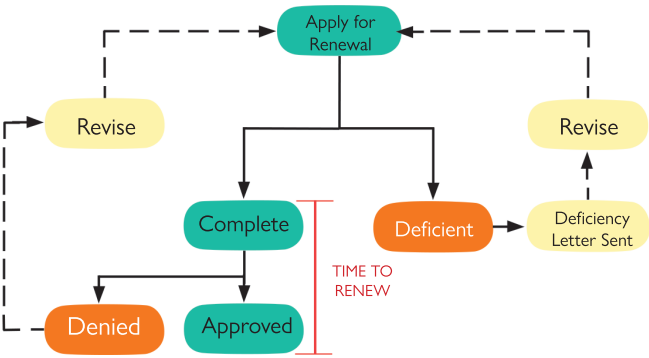 Apply for
Renewal
Revise
Revise
Complete
Deficient
Deficiency
Letter Sent
TIME TO
RENEW
Denied
Approved